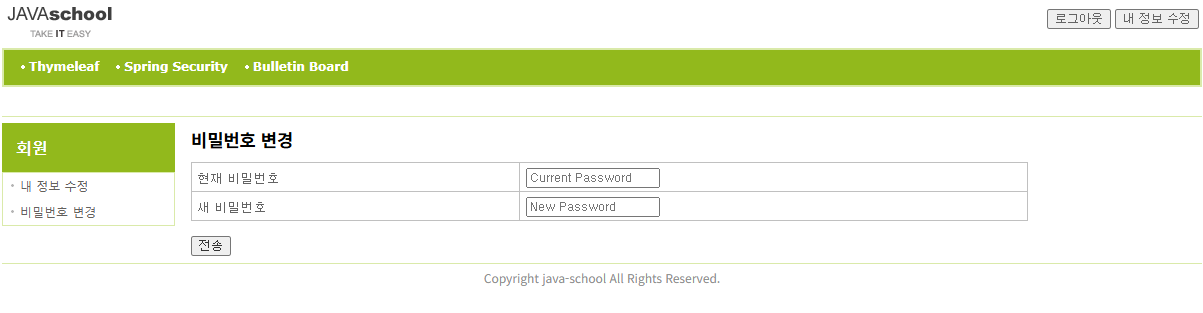 JAVAschool
TAKE IT EASY
로그아웃 내 정보 수정
Thymeleaf Spring Security Bulletin Board
회원
내 정보 수정
비밀번호 변경
비밀번호 변경
현재 비밀번호 Current Password
새 비밀번호 New Password
전송
Copyright java-school All Rights Reserved.